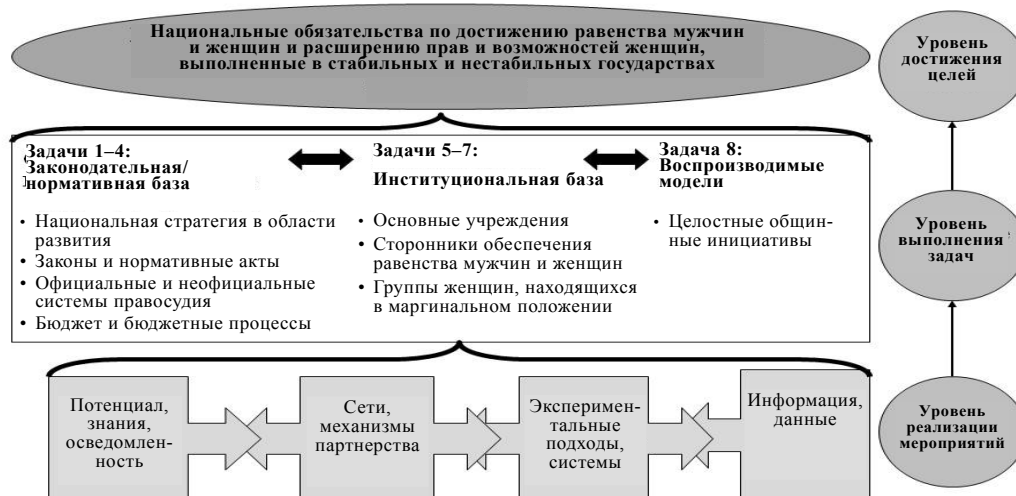 Национальные обязательства по достижению равенства мужчин
и женщин и расширению прав и возможностей женщин,
выполненные в стабильных и нестабильных государствах
Уровень
достижения
целей
Задачи 1–4:
Законодательная/
нормативная база
• Национальная стратегия в области
развития
• Законы и нормативные акты
• Официальные и неофициальные
системы правосудия
• Бюджет и бюджетные процессы
Задачи 5–7:
Институциональная база
• Основные учреждения
• Сторонники обеспечения
равенства мужчин и женщин
• Группы женщин, находящихся
в маргинальном положении
Задача 8:
Воспроизводимые
модели
• Целостные общин-
ные инициативы
Уровень
выполнения
задач
Потенциал,
знания,
осведомлен-
ность
Сети,
механизмы
партнерства
Эксперимен-
тальные
подходы,
системы
Информация,
данные
Уровень
реализации
мероприятий